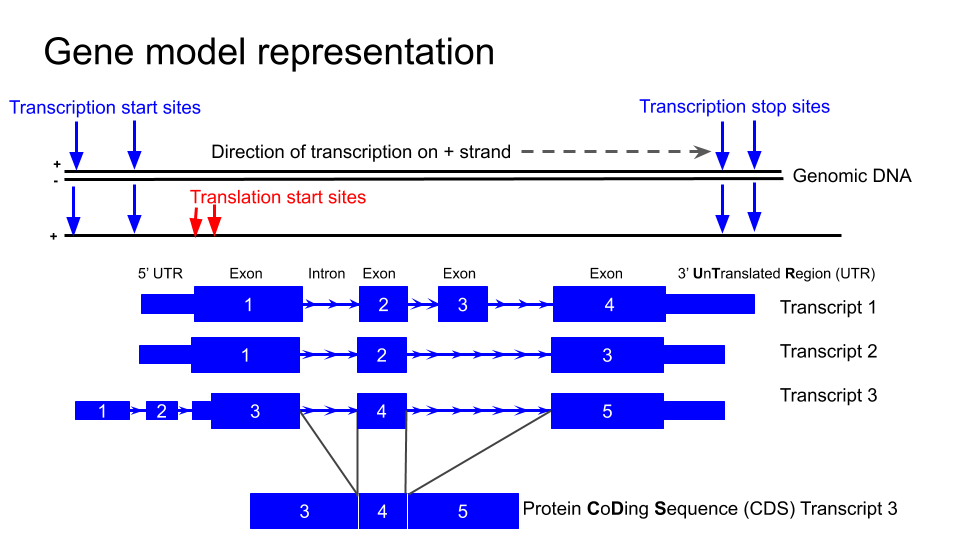 Gene model representation
Transcription start sites
Transcription stop sites
Direction of transcription on + strand
+
-
Genomic DNA
Translation start sites
+
5' UTR
Exon
Intron
Exon
Exon
Exon
3' UnTranslated Region (UTR)
1
2
3
4
Transcript 1
1
2
3
Transcript 2
1
2
3
4
5
Transcript 3
3
4
5
Protein CoDing Sequence (CDS) Transcript 3